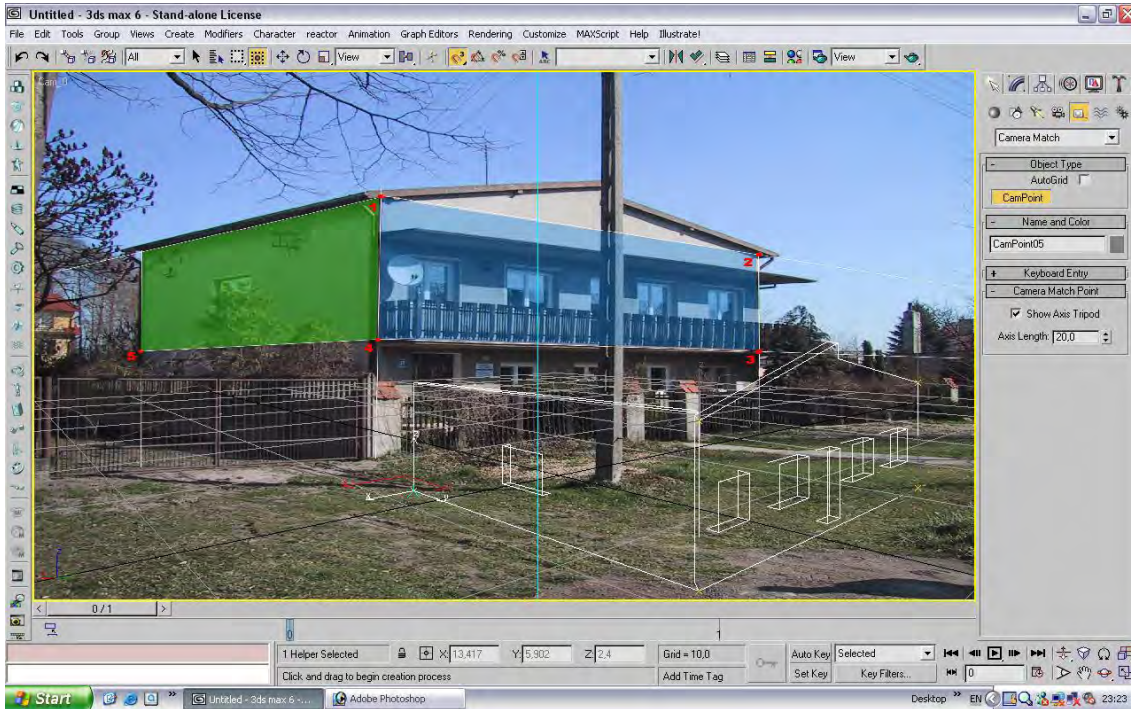 Untitled - 3ds max 6 - Stand-alone License
File Edit Tools Group Views Create Modifiers Character reactor Animation Graph Editors Rendering Customize MAXScript Help Illustrate!
All View View
Camera Match
- Object Type
AutoGrid
CamPoint
- Name and Color
CamPoint05
+ Keyboard Entry
- Camera Match Point
Show Axis Tripod
Axis Length: 20,0
2
3
4
5
0 / 1
0 1
1 Helper Selected X: 13,417 Y: 5,902 Z: 2,4 Grid = 10,0 Auto Key Selected
Click and drag to begin creation process Add Time Tag Set Key Key Filters... 0
Start » Untitled - 3ds max 6 -... Adobe Photoshop Desktop » EN 23:23